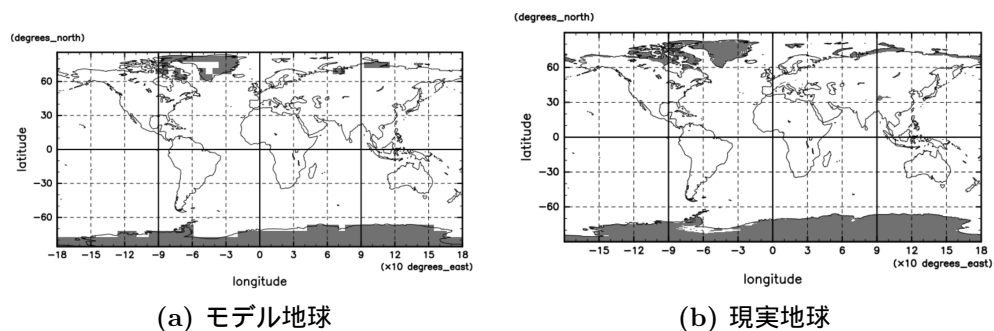 (degrees_north)
60
30
0
−30
−60
latitude
−18 −15 −12 −9 −6 −3 0 3 6 9 12 15 18
(×10 degrees_east)
longitude
(a) モデル地球
(degrees_north)
60
30
0
−30
−60
latitude
−15 −12 −9 −6 −3 0 3 6 9 12 15 18
(×10 degrees_east)
longitude
(b) 現実地球